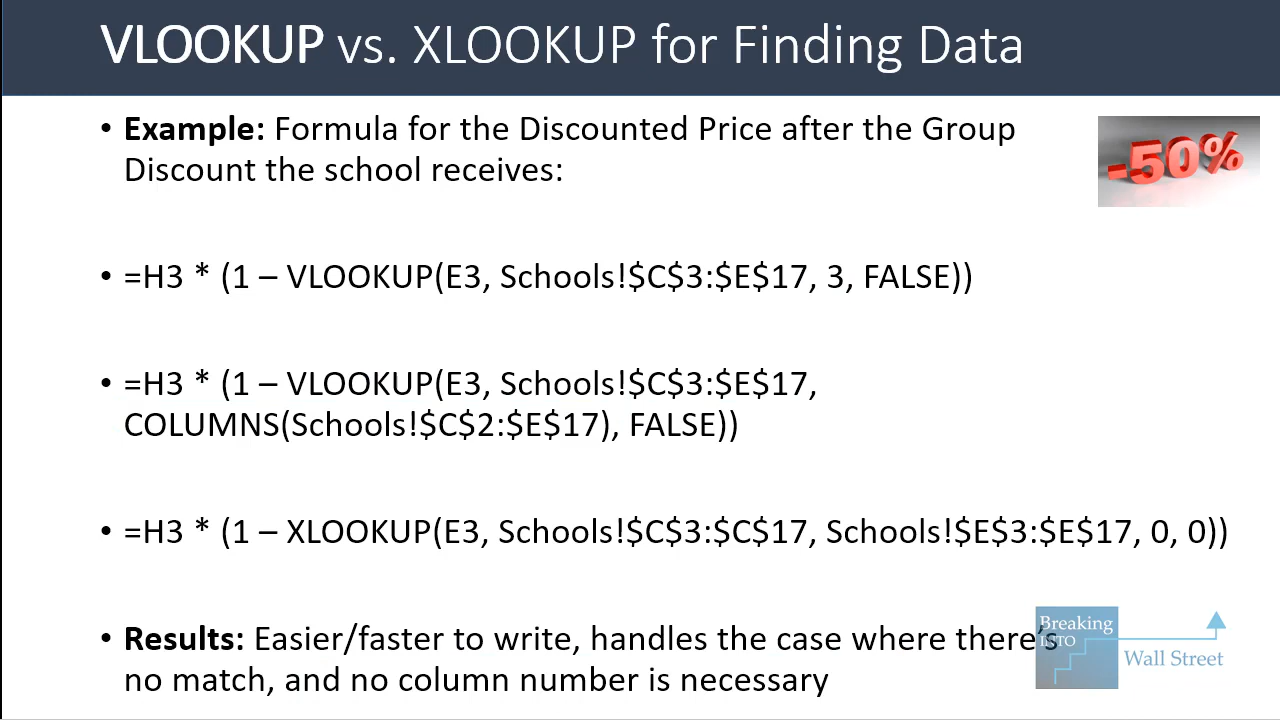 VLOOKUP vs. XLOOKUP for Finding Data
• Example: Formula for the Discounted Price after the Group
Discount the school receives:
-50%
• =H3 * (1 – VLOOKUP(E3, Schools!$C$3:$E$17, 3, FALSE))
• =H3 * (1 – VLOOKUP(E3, Schools!$C$3:$E$17,
COLUMNS(Schools!$C$2:$E$17), FALSE))
• =H3 * (1 – XLOOKUP(E3, Schools!$C$3:$C$17, Schools!$E$3:$E$17, 0, 0))
• Results: Easier/faster to write, handles the case where there's
no match, and no column number is necessary
Breaking
INTO
Wall Street